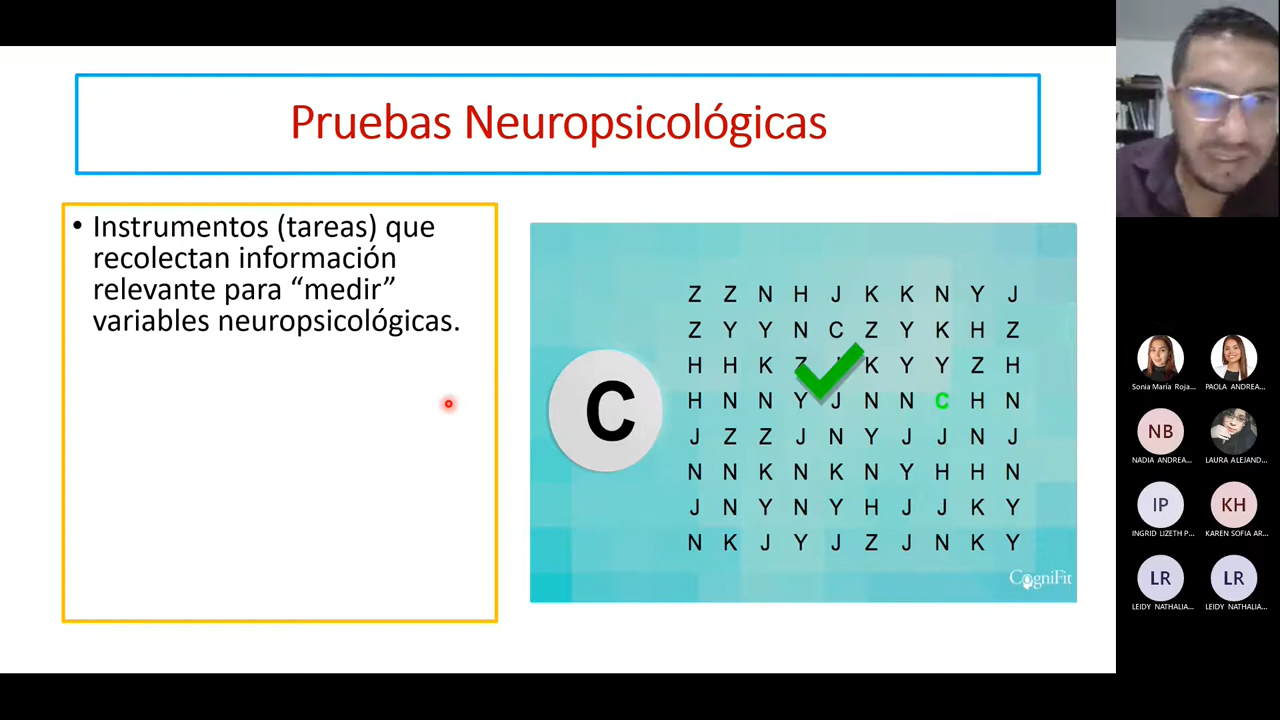 Pruebas Neuropsicológicas
• Instrumentos (tareas) que
recolectan información
relevante para “medir”
variables neuropsicológicas.
C
Z Z N H J K K N Y J
Z Y Y N C Z Y K H Z
H H K Z K Y Y Z H
H N N Y J N N C H N
J Z Z J N Y J J N J
N N K N K N Y H H N
J N Y N Y H J J K Y
N K J Y J Z J N K Y
CogniFit
Sonia María Roja...
PAOLA ANDREA...
NB
NADIA ANDREA...
LAURA ALEJAND...
IP
INGRID LIZETH P...
KH
KAREN SOFIA AR...
LR
LEIDY NATHALIA...
LR
LEIDY NATHALIA...